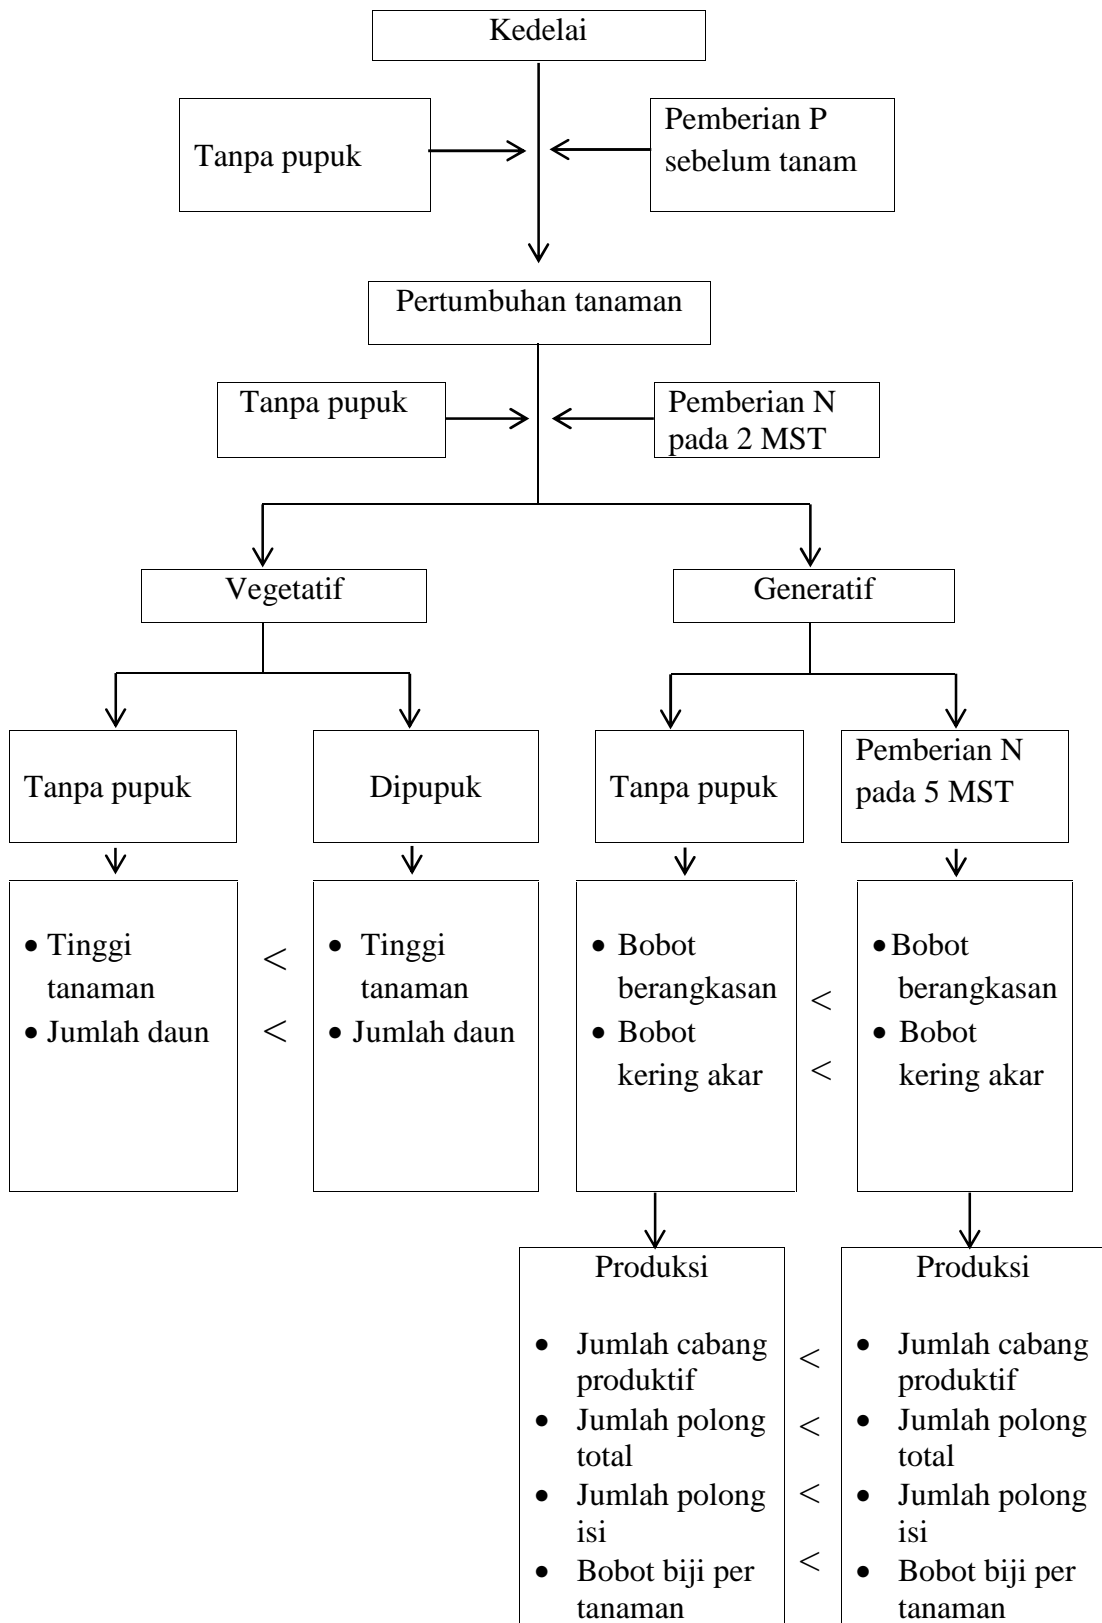 Kedelai
Tanpa pupuk
Pemberian P
sebelum tanam
Pertumbuhan tanaman
Tanpa pupuk
Pemberian N
pada 2 MST
Vegetatif
Generatif
Tanpa pupuk
Dipupuk
Tanpa pupuk
Pemberian N
pada 5 MST
• Tinggi
tanaman
• Jumlah daun
<
<
• Tinggi
tanaman
• Jumlah daun
• Bobot
berangkasan
• Bobot
kering akar
<
<
• Bobot
berangkasan
• Bobot
kering akar
Produksi
• Jumlah cabang
produktif
• Jumlah polong
total
• Jumlah polong
isi
• Bobot biji per
tanaman
<
<
<
<
Produksi
• Jumlah cabang
produktif
• Jumlah polong
total
• Jumlah polong
isi
• Bobot biji per
tanaman